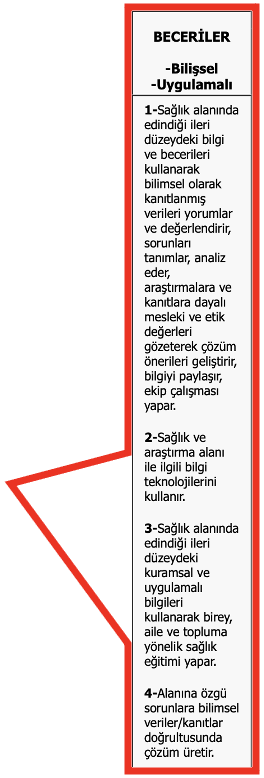 BECERİLER
-Bilişsel
-Uygulamalı
1-Sağlık alanında
edindiği ileri
düzeydeki bilgi
ve becerileri
kullanarak
bilimsel olarak
kanıtlanmış
verileri yorumlar
ve değerlendirir,
sorunları
tanımlar, analiz
eder,
araştırmalara ve
kanıtlara dayalı
mesleki ve etik
değerleri
gözeterek çözüm
önerileri geliştirir,
bilgiyi paylaşır,
ekip çalışması
yapar.
2-Sağlık ve
araştırma alanı
ile ilgili bilgi
teknolojilerini
kullanır.
3-Sağlık alanında
edindiği ileri
düzeydeki
kuramsal ve
uygulamalı
bilgileri
kullanarak birey,
aile ve topluma
yönelik sağlık
eğitimi yapar.
4-Alanına özgü
sorunlara bilimsel
veriler/kanıtlar
doğrultusunda
çözüm üretir.